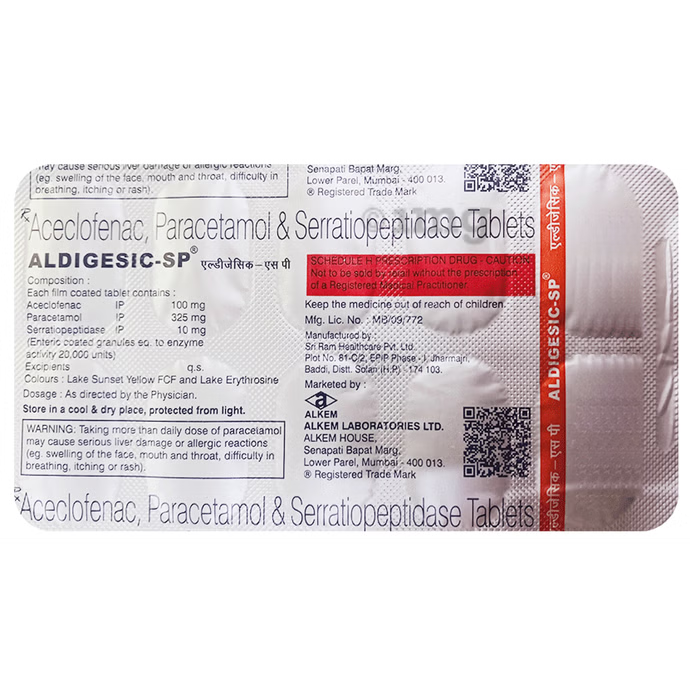 may cause serious liver damage or allergic reactions
(eg. swelling of the face, mouth and throat, difficulty in
breathing, itching or rash).
Senapati Bapat Marg,
Lower Parel, Mumbai - 400 013.
® Registered Trade Mark
Rx
Aceclofenac, Paracetamol & Serratiopeptidase Tablets
1mg
ALDIGESIC-SP® एल्डीजेसिक – एस पी
Composition :
Each film coated tablet contains :
Aceclofenac IP 100 mg
Paracetamol IP 325 mg
Serratiopeptidase IP 10 mg
(Enteric coated granules eq. to enzyme
activity 20,000 units)
Excipients q.s.
Colours : Lake Sunset Yellow FCF and Lake Erythrosine
Dosage : As directed by the Physician.
Store in a cool & dry place, protected from light.
WARNING: Taking more than daily dose of paracetamol
may cause serious liver damage or allergic reactions
(eg. swelling of the face, mouth and throat, difficulty in
breathing, itching or rash).
SCHEDULE H PRESCRIPTION DRUG - CAUTION
Not to be sold by retail without the prescription
of a Registered Medical Practitioner.
Keep the medicine out of reach of children.
Mfg. Lic. No. : MB/09/772
Manufactured by :
Sri Ram Healthcare Pvt. Ltd.
Plot No. 81-C/2, EPIP Phase - I, Jharmajri,
Baddi, Distt. Solan (H.P.) - 174 103.
Marketed by :
a
ALKEM
ALKEM LABORATORIES LTD.
ALKEM HOUSE,
Senapati Bapat Marg,
Lower Parel, Mumbai - 400 013.
® Registered Trade Mark
Rx
Aceclofenac, Paracetamol & Serratiopeptidase Tablets
एल्डीजेसिक – ए
ALDIGESIC-SP®
एल्डीजेसिक – एस पी